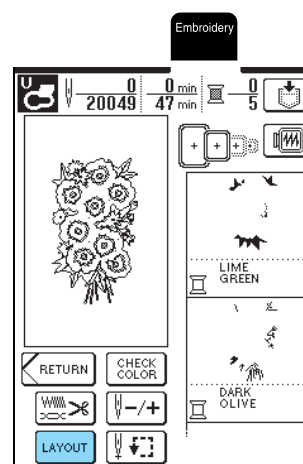 Embroidery
U
0 0 min 0
20049 47 min 5
LIME
GREEN
DARK
OLIVE
RETURN
CHECK
COLOR
-/+
LAYOUT